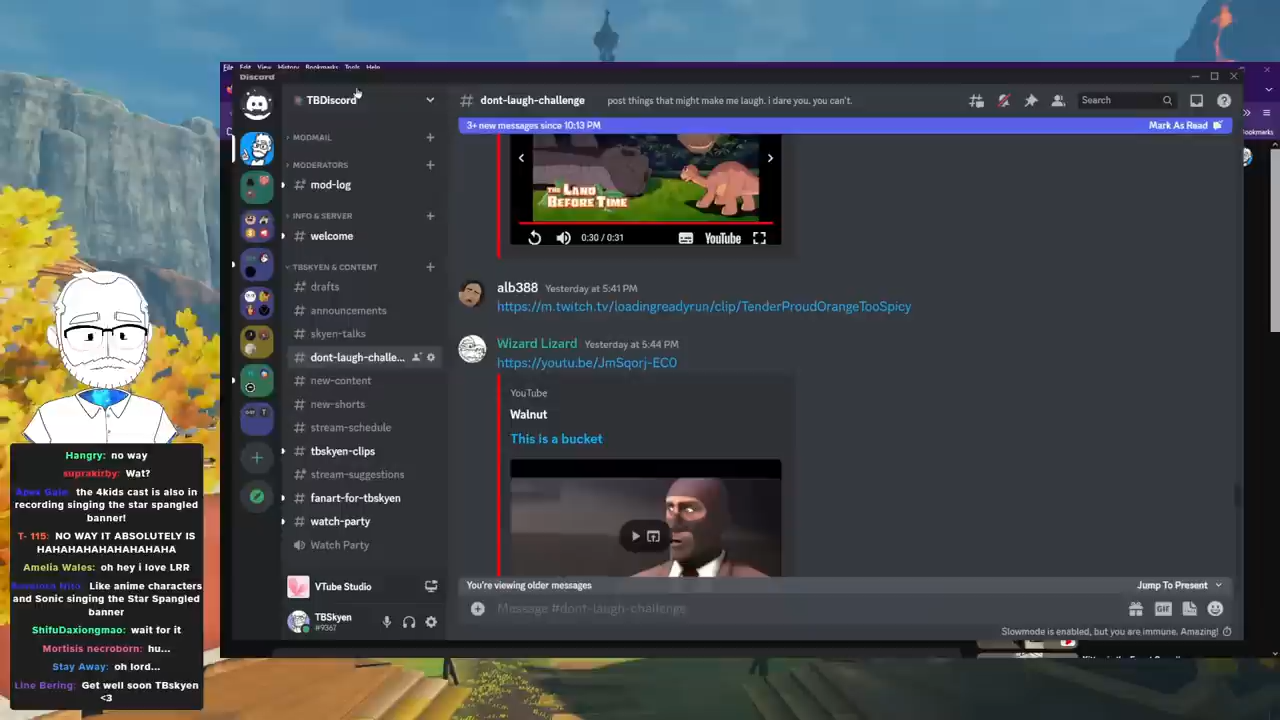 File Edit View History Bookmarks Tools Help
Discord
TBDiscord
# dont-laugh-challenge post things that might make me laugh. i dare you. you can't.
Search
3+ new messages since 10:13 PM
Mark As Read
Bookmarks
MODMAIL
MODERATORS
mod-log
INFO & SERVER
welcome
TBSKYEN & CONTENT
drafts
announcements
skyen-talks
dont-laugh-challe...
new-content
new-shorts
stream-schedule
tbskyen-clips
stream-suggestions
fanart-for-tbskyen
watch-party
Watch Party
VTube Studio
TBSkyen
#9367
THE LAND
BEFORE TIME
0:30 / 0:31
YouTube
alb388 Yesterday at 5:41 PM
https://m.twitch.tv/loadingreadyrun/clip/TenderProudOrangeTooSpicy
Wizard Lizard Yesterday at 5:44 PM
https://youtu.be/JmSqorj-EC0
YouTube
Walnut
This is a bucket
You're viewing older messages
Jump To Present
Message #dont-laugh-challenge
GIF
Slowmode is enabled, but you are immune. Amazing!
Hangry: no way
suprakirby: Wat?
Apex Gale: the 4kids cast is also in
recording singing the star spangled
banner!
T- 115: NO WAY IT ABSOLUTELY IS
HAHAHAHAHAHAHAHA
Amelia Wales: oh hey i love LRR
Like anime characters
and Sonic singing the Star Spangled
banner
ShifuDaxiongmao: wait for it
Mortisis necroborn: hu...
Stay Away: oh lord...
Line Bering: Get well soon TBskyen
<3